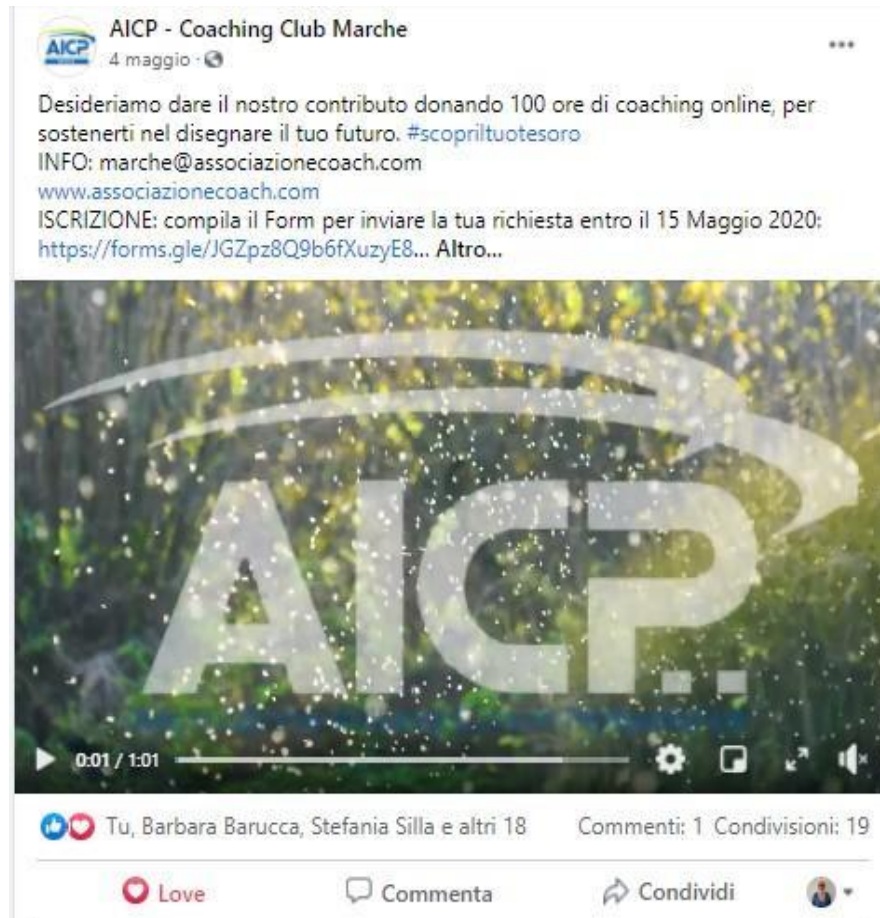 AICP
AICP - Coaching Club Marche
4 maggio ·
Desideriamo dare il nostro contributo donando 100 ore di coaching online, per
sostenerti nel disegnare il tuo futuro. #scopriltuotesoro
INFO: marche@associazionecoach.com
www.associazionecoach.com
ISCRIZIONE: compila il Form per inviare la tua richiesta entro il 15 Maggio 2020:
https://forms.gle/JGZpz8Q9b6fXuzyE8... Altro...
AICP
0:01 / 1:01
Tu, Barbara Barucca, Stefania Silla e altri 18 Commenti: 1 Condivisioni: 19
Love Commenta Condividi